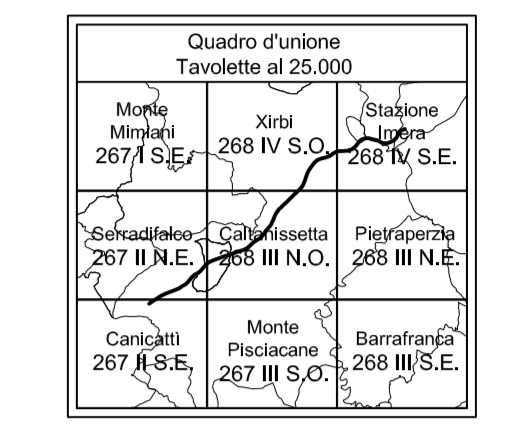 Quadro d'unione
Tavolette al 25.000
Monte
Mimiani
267 I S.E.
Xirbi
268 IV S.O.
Stazione
Imera
268 IV S.E.
Serradifalco
267 II N.E.
Caltanissetta
268 III N.O.
Pietraperzia
268 III N.E.
Canicattì
267 II S.E.
Monte
Pisciacane
267 III S.O.
Barrafranca
268 III S.E.